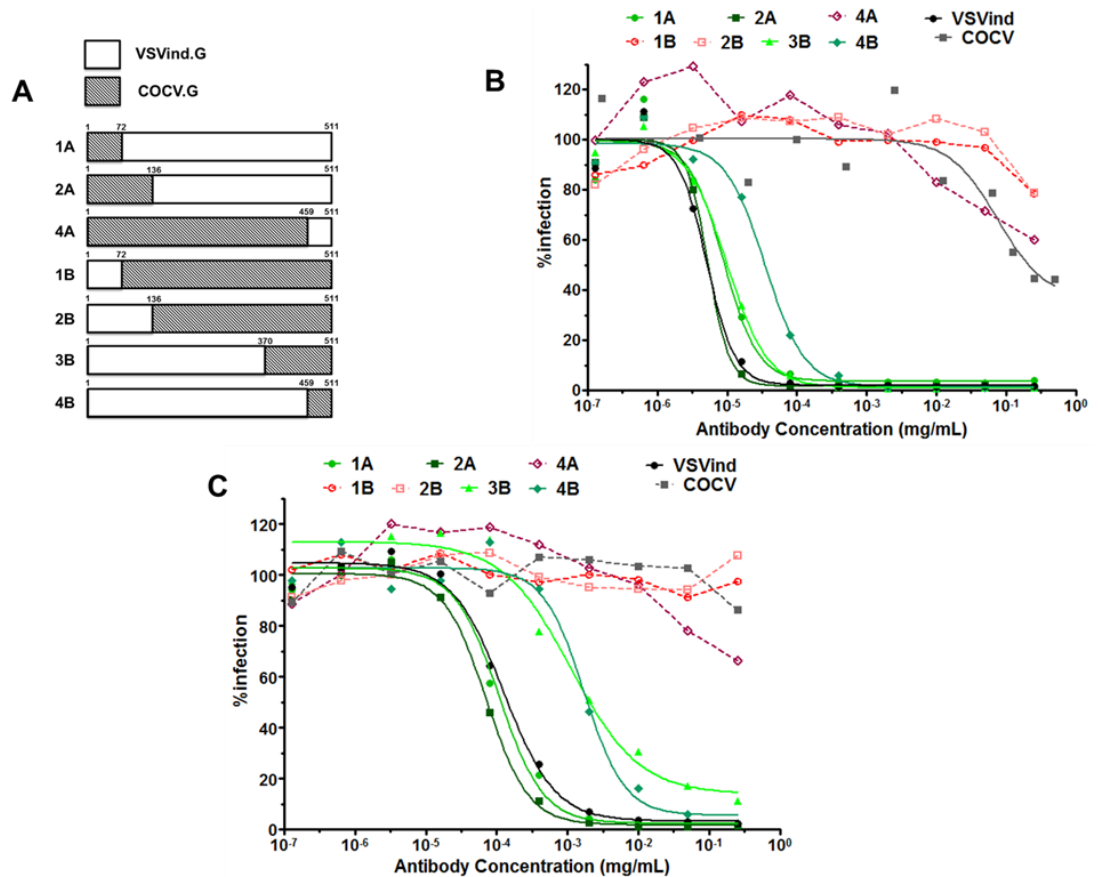 A
VSVind.G
COCV.G
1A
1 72 511
2A
1 136 511
4A
1 459 511
1B
1 72 511
2B
1 136 511
3B
1 370 511
4B
1 459 511
B
1A 2A 4A VSVind
1B 2B 3B 4B COCV
%infection
120
100
80
60
40
20
0
10-7 10-6 10-5 10-4 10-3 10-2 10-1 100
Antibody Concentration (mg/mL)
C
1A 2A 4A VSVind
1B 2B 3B 4B COCV
%infection
120
100
80
60
40
20
0
10-7 10-6 10-5 10-4 10-3 10-2 10-1 100
Antibody Concentration (mg/mL)